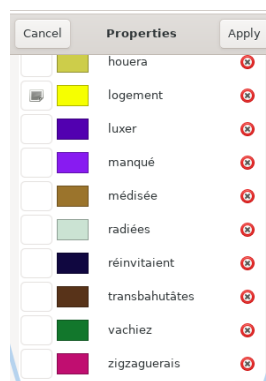 Cancel Properties Apply
houera
logement
luxer
manqué
médisée
radiées
réinvitaient
transbahutâtes
vachiez
zigzaguerais